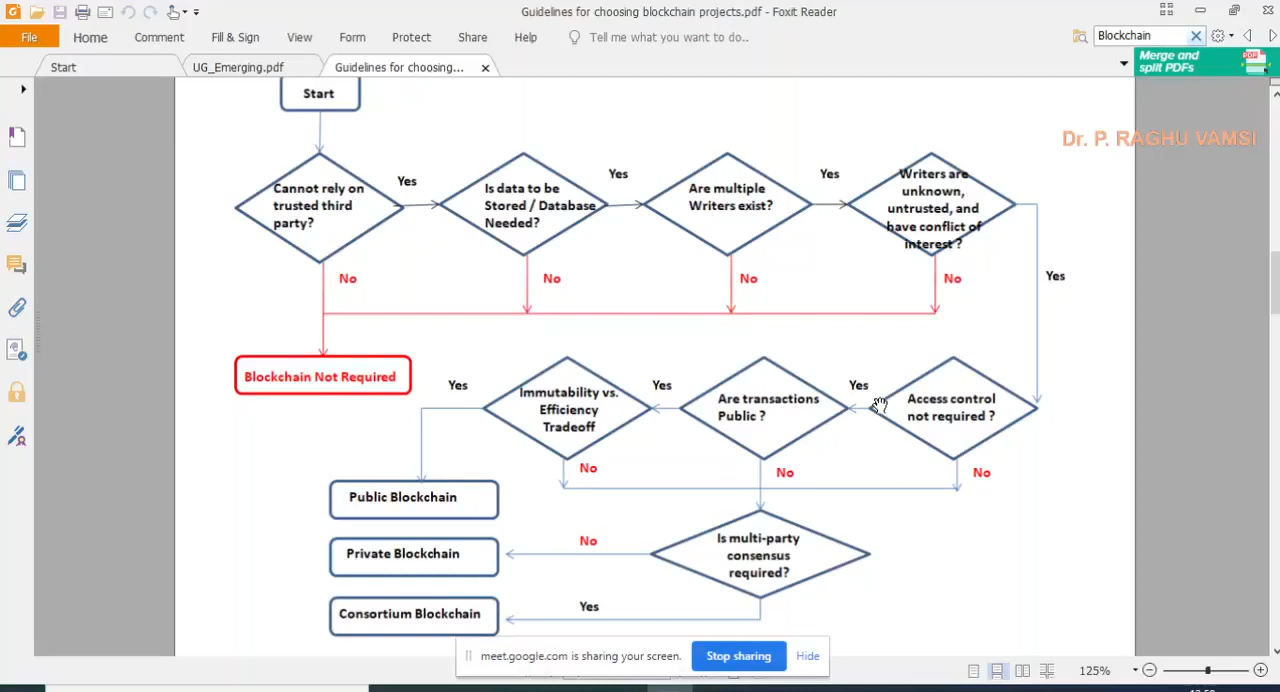 Guidelines for choosing blockchain projects.pdf - Foxit Reader
File
Home
Comment
Fill & Sign
View
Form
Protect
Share
Help
Tell me what you want to do..
Blockchain
Start
UG_Emerging.pdf
Guidelines for choosing...
Merge and
split PDFs
PDF
Dr. P. RAGHU VAMSI
Start
Cannot rely on
trusted third
party?
Yes
Is data to be
Stored / Database
Needed?
Yes
Are multiple
Writers exist?
Yes
Writers are
unknown,
untrusted, and
have conflict of
interest ?
No
No
No
No
Yes
Blockchain Not Required
Yes
Immutability vs.
Efficiency
Tradeoff
Yes
Are transactions
Public ?
Yes
Access control
not required ?
No
No
No
Public Blockchain
Private Blockchain
No
Is multi-party
consensus
required?
Consortium Blockchain
Yes
meet.google.com is sharing your screen.
Stop sharing
Hide
125%